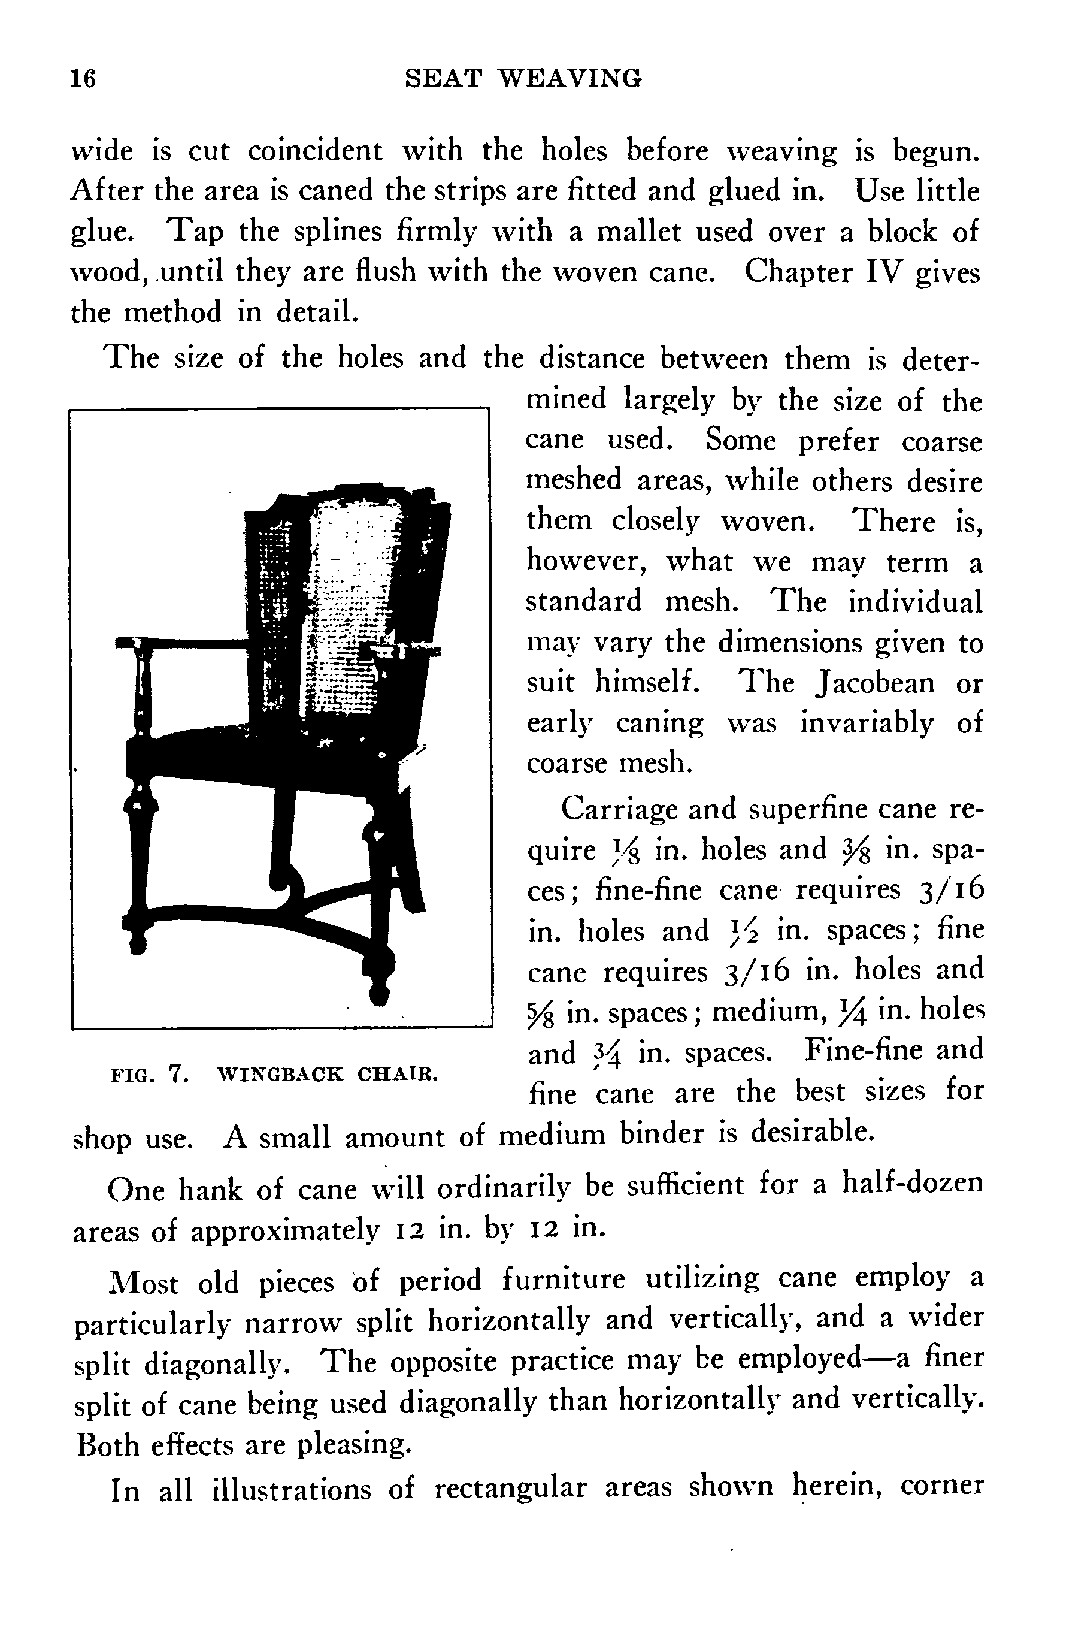 16 SEAT WEAVING
wide is cut coincident with the holes before weaving is begun.
After the area is caned the strips are fitted and glued in. Use little
glue. Tap the splines firmly with a mallet used over a block of
wood, until they are flush with the woven cane. Chapter IV gives
the method in detail.
The size of the holes and the distance between them is deter-
mined largely by the size of the
cane used. Some prefer coarse
meshed areas, while others desire
them closely woven. There is,
however, what we may term a
standard mesh. The individual
may vary the dimensions given to
suit himself. The Jacobean or
early caning was invariably of
coarse mesh.
Carriage and superfine cane re-
quire ⅛ in. holes and ⅜ in. spa-
ces; fine-fine cane requires 3/16
in. holes and ½ in. spaces; fine
cane requires 3/16 in. holes and
⅝ in. spaces; medium, ¼ in. holes
and ¾ in. spaces. Fine-fine and
fine cane are the best sizes for
FIG. 7. WINGBACK CHAIR.
shop use. A small amount of medium binder is desirable.
One hank of cane will ordinarily be sufficient for a half-dozen
areas of approximately 12 in. by 12 in.
Most old pieces of period furniture utilizing cane employ a
particularly narrow split horizontally and vertically, and a wider
split diagonally. The opposite practice may be employed—a finer
split of cane being used diagonally than horizontally and vertically.
Both effects are pleasing.
In all illustrations of rectangular areas shown herein, corner